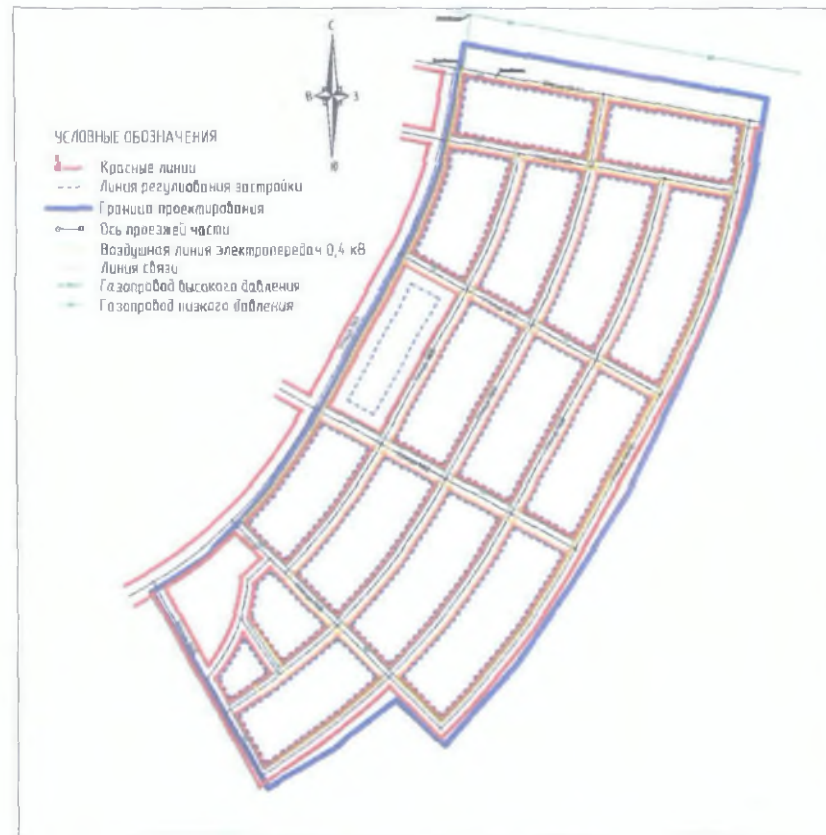 С
В З
Ю
УСЛОВНЫЕ ОБОЗНАЧЕНИЯ
Красные линии
Линия регулиования застройки
Граница проектирования
Ось проезжей части
Воздушная линия электропередач 0,4 кВ
Линия связи
Газопровод высокого давления
Газопровод низкого давления